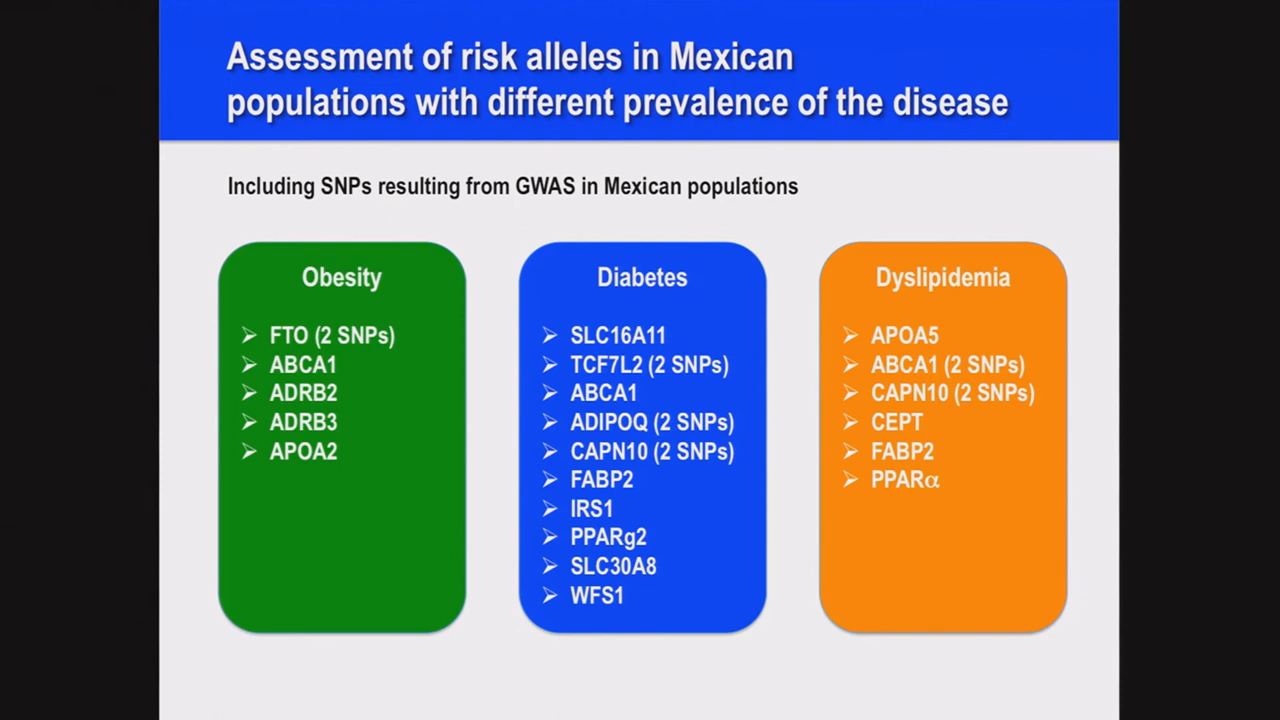 Assessment of risk alleles in Mexican
populations with different prevalence of the disease
Including SNPs resulting from GWAS in Mexican populations
Obesity
FTO (2 SNPs)
ABCA1
ADRB2
ADRB3
APOA2
Diabetes
SLC16A11
TCF7L2 (2 SNPs)
ABCA1
ADIPOQ (2 SNPs)
CAPN10 (2 SNPs)
FABP2
IRS1
PPARg2
SLC30A8
WFS1
Dyslipidemia
APOA5
ABCA1 (2 SNPs)
CAPN10 (2 SNPs)
CEPT
FABP2
PPARα